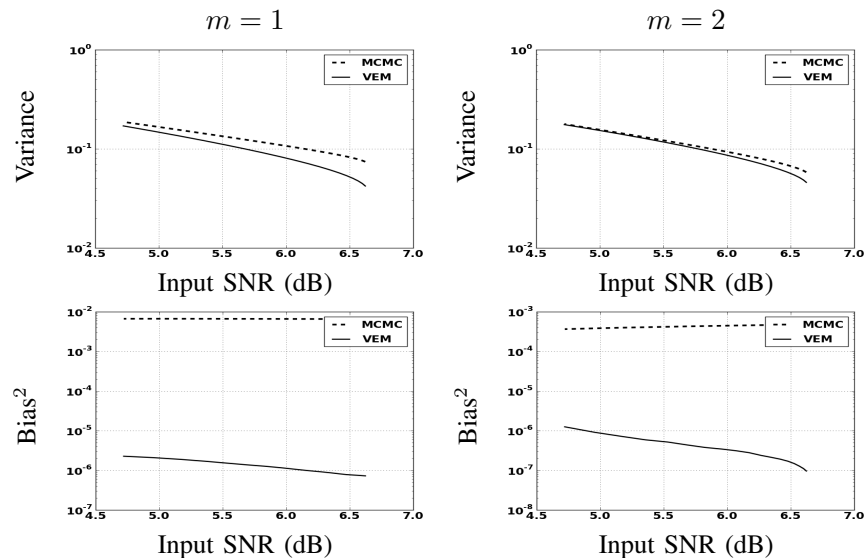 m = 1
m = 2
10⁰
MCMC
VEM
Variance
10⁻¹
10⁻²
4.5 5.0 5.5 6.0 6.5 7.0
Input SNR (dB)
10⁰
MCMC
VEM
Variance
10⁻¹
10⁻²
4.5 5.0 5.5 6.0 6.5 7.0
Input SNR (dB)
10⁻²
MCMC
VEM
10⁻³
10⁻⁴
Bias²
10⁻⁵
10⁻⁶
10⁻⁷
4.5 5.0 5.5 6.0 6.5 7.0
Input SNR (dB)
10⁻³
MCMC
VEM
10⁻⁴
10⁻⁵
Bias²
10⁻⁶
10⁻⁷
10⁻⁸
4.5 5.0 5.5 6.0 6.5 7.0
Input SNR (dB)